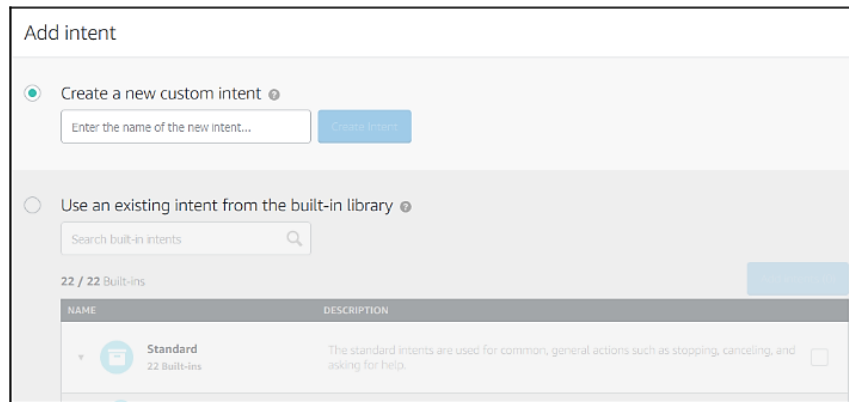 Add intent
Create a new custom intent
Enter the name of the new intent...
Create Intent
Use an existing intent from the built-in library
Search built-in intents
22 / 22 Built-ins
NAME DESCRIPTION
Standard
22 Built-ins
The standard intents are used for common, general actions such as stopping, canceling, and
asking for help.